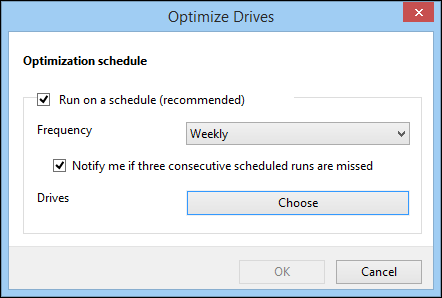 Optimize Drives
Optimization schedule
Run on a schedule (recommended)
Frequency
Weekly
Notify me if three consecutive scheduled runs are missed
Drives
Choose
OK
Cancel